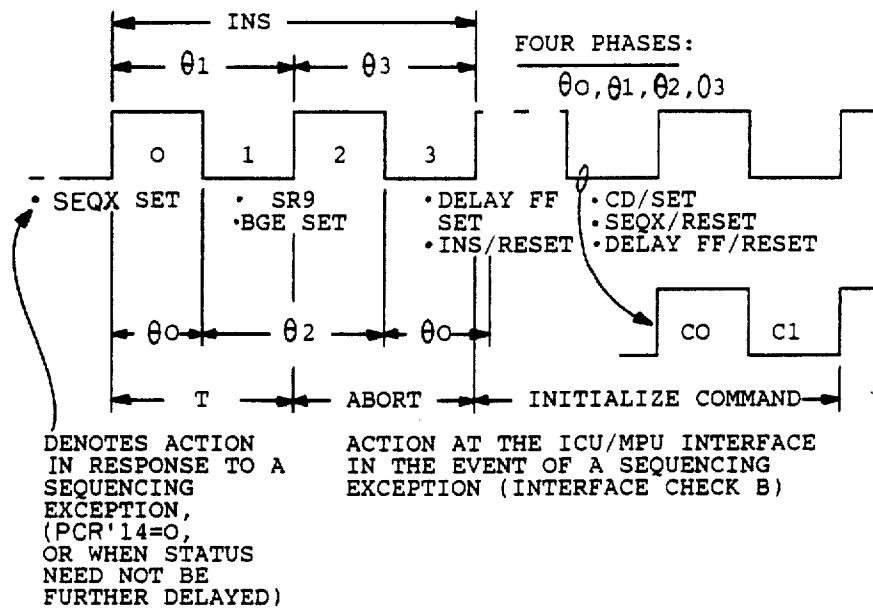 INS
FOUR PHASES:
θ1 θ3
θ0,θ1,θ2,θ3
0 1 2 3
• SEQX SET
• SR9
•BGE SET
•DELAY FF
SET
•INS/RESET
•CD/SET
•SEQX/RESET
•DELAY FF/RESET
θ0 θ2 θ0
C0 C1
T ABORT INITIALIZE COMMAND
DENOTES ACTION
IN RESPONSE TO A
SEQUENCING
EXCEPTION,
(PCR'14=0,
OR WHEN STATUS
NEED NOT BE
FURTHER DELAYED)
ACTION AT THE ICU/MPU INTERFACE
IN THE EVENT OF A SEQUENCING
EXCEPTION (INTERFACE CHECK B)